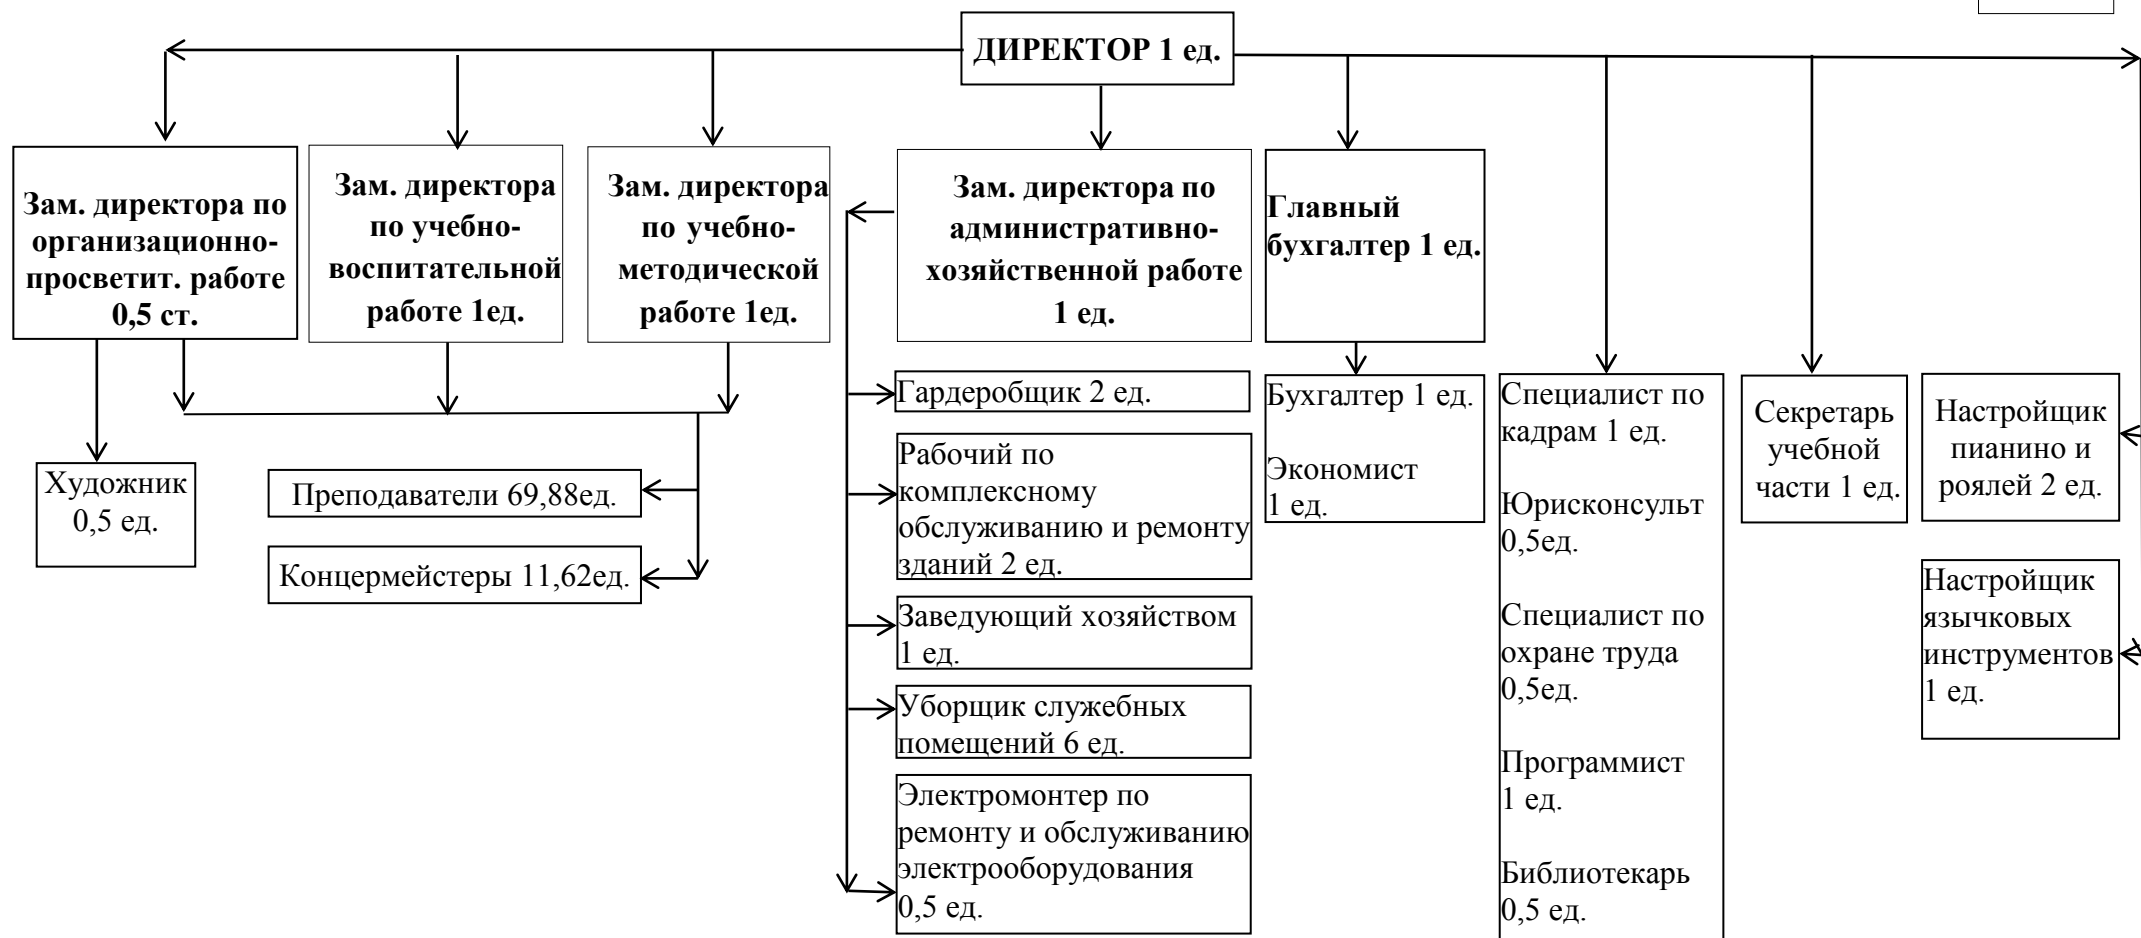 ДИРЕКТОР 1 ед.
Зам. директора по
организационно-
просветит. работе
0,5 ст.
Зам. директора
по учебно-
воспитательной
работе 1ед.
Зам. директора
по учебно-
методической
работе 1ед.
Зам. директора по
административно-
хозяйственной работе
1 ед.
Главный
бухгалтер 1 ед.
Художник
0,5 ед.
Преподаватели 69,88ед.
Концермейстеры 11,62ед.
Гардеробщик 2 ед.
Рабочий по
комплексному
обслуживанию и ремонту
зданий 2 ед.
Заведующий хозяйством
1 ед.
Уборщик служебных
помещений 6 ед.
Электромонтер по
ремонту и обслуживанию
электрооборудования
0,5 ед.
Бухгалтер 1 ед.
Экономист
1 ед.
Специалист по
кадрам 1 ед.
Юрисконсульт
0,5ед.
Специалист по
охране труда
0,5ед.
Программист
1 ед.
Библиотекарь
0,5 ед.
Секретарь
учебной
части 1 ед.
Настройщик
пианино и
роялей 2 ед.
Настройщик
язычковых
инструментов
1 ед.